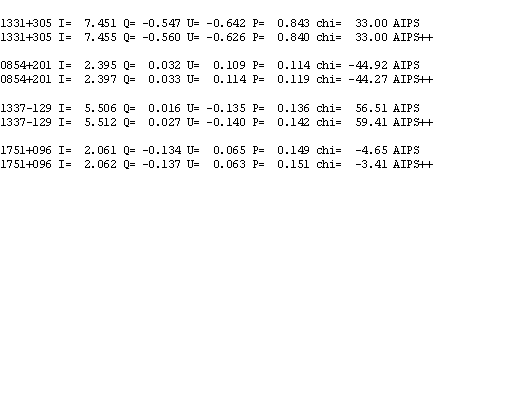 1331+305 I=  7.451 Q= -0.547 U= -0.642 P=  0.843 chi=  33.00 AIPS
1331+305 I=  7.455 Q= -0.560 U= -0.626 P=  0.840 chi=  33.00 AIPS++
0854+201 I=  2.395 Q=  0.032 U=  0.109 P=  0.114 chi= -44.92 AIPS
0854+201 I=  2.397 Q=  0.033 U=  0.114 P=  0.119 chi= -44.27 AIPS++
1337-129 I=  5.506 Q=  0.016 U= -0.135 P=  0.136 chi=  56.51 AIPS
1337-129 I=  5.512 Q=  0.027 U= -0.140 P=  0.142 chi=  59.41 AIPS++
1751+096 I=  2.061 Q= -0.134 U=  0.065 P=  0.149 chi=  -4.65 AIPS
1751+096 I=  2.062 Q= -0.137 U=  0.063 P=  0.151 chi=  -3.41 AIPS++